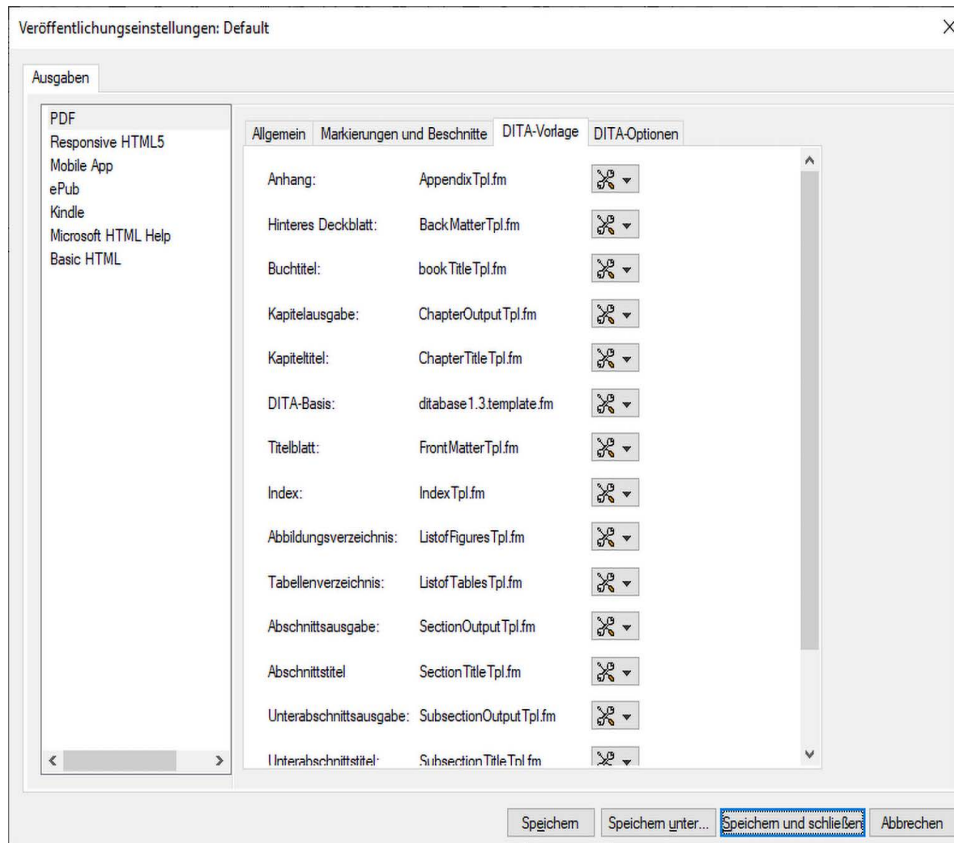 Veröffentlichungseinstellungen: Default
Ausgaben
PDF
Responsive HTML5
Mobile App
ePub
Kindle
Microsoft HTML Help
Basic HTML
Allgemein Markierungen und Beschnitte DITA-Vorlage DITA-Optionen
Anhang: AppendixTpl.fm
Hinteres Deckblatt: BackMatterTpl.fm
Buchtitel: bookTitleTpl.fm
Kapitelausgabe: ChapterOutputTpl.fm
Kapiteltitel: ChapterTitleTpl.fm
DITA-Basis: ditabase1.3.template.fm
Titelblatt: FrontMatterTpl.fm
Index: IndexTpl.fm
Abbildungsverzeichnis: ListofFiguresTpl.fm
Tabellenverzeichnis: ListofTablesTpl.fm
Abschnittsausgabe: SectionOutputTpl.fm
Abschnittstitel SectionTitleTpl.fm
Unterabschnittsausgabe: SubsectionOutputTpl.fm
Unterabschnittstitel: SubsectionTitleTpl.fm
Speichern Speichern unter... Speichern und schließen Abbrechen